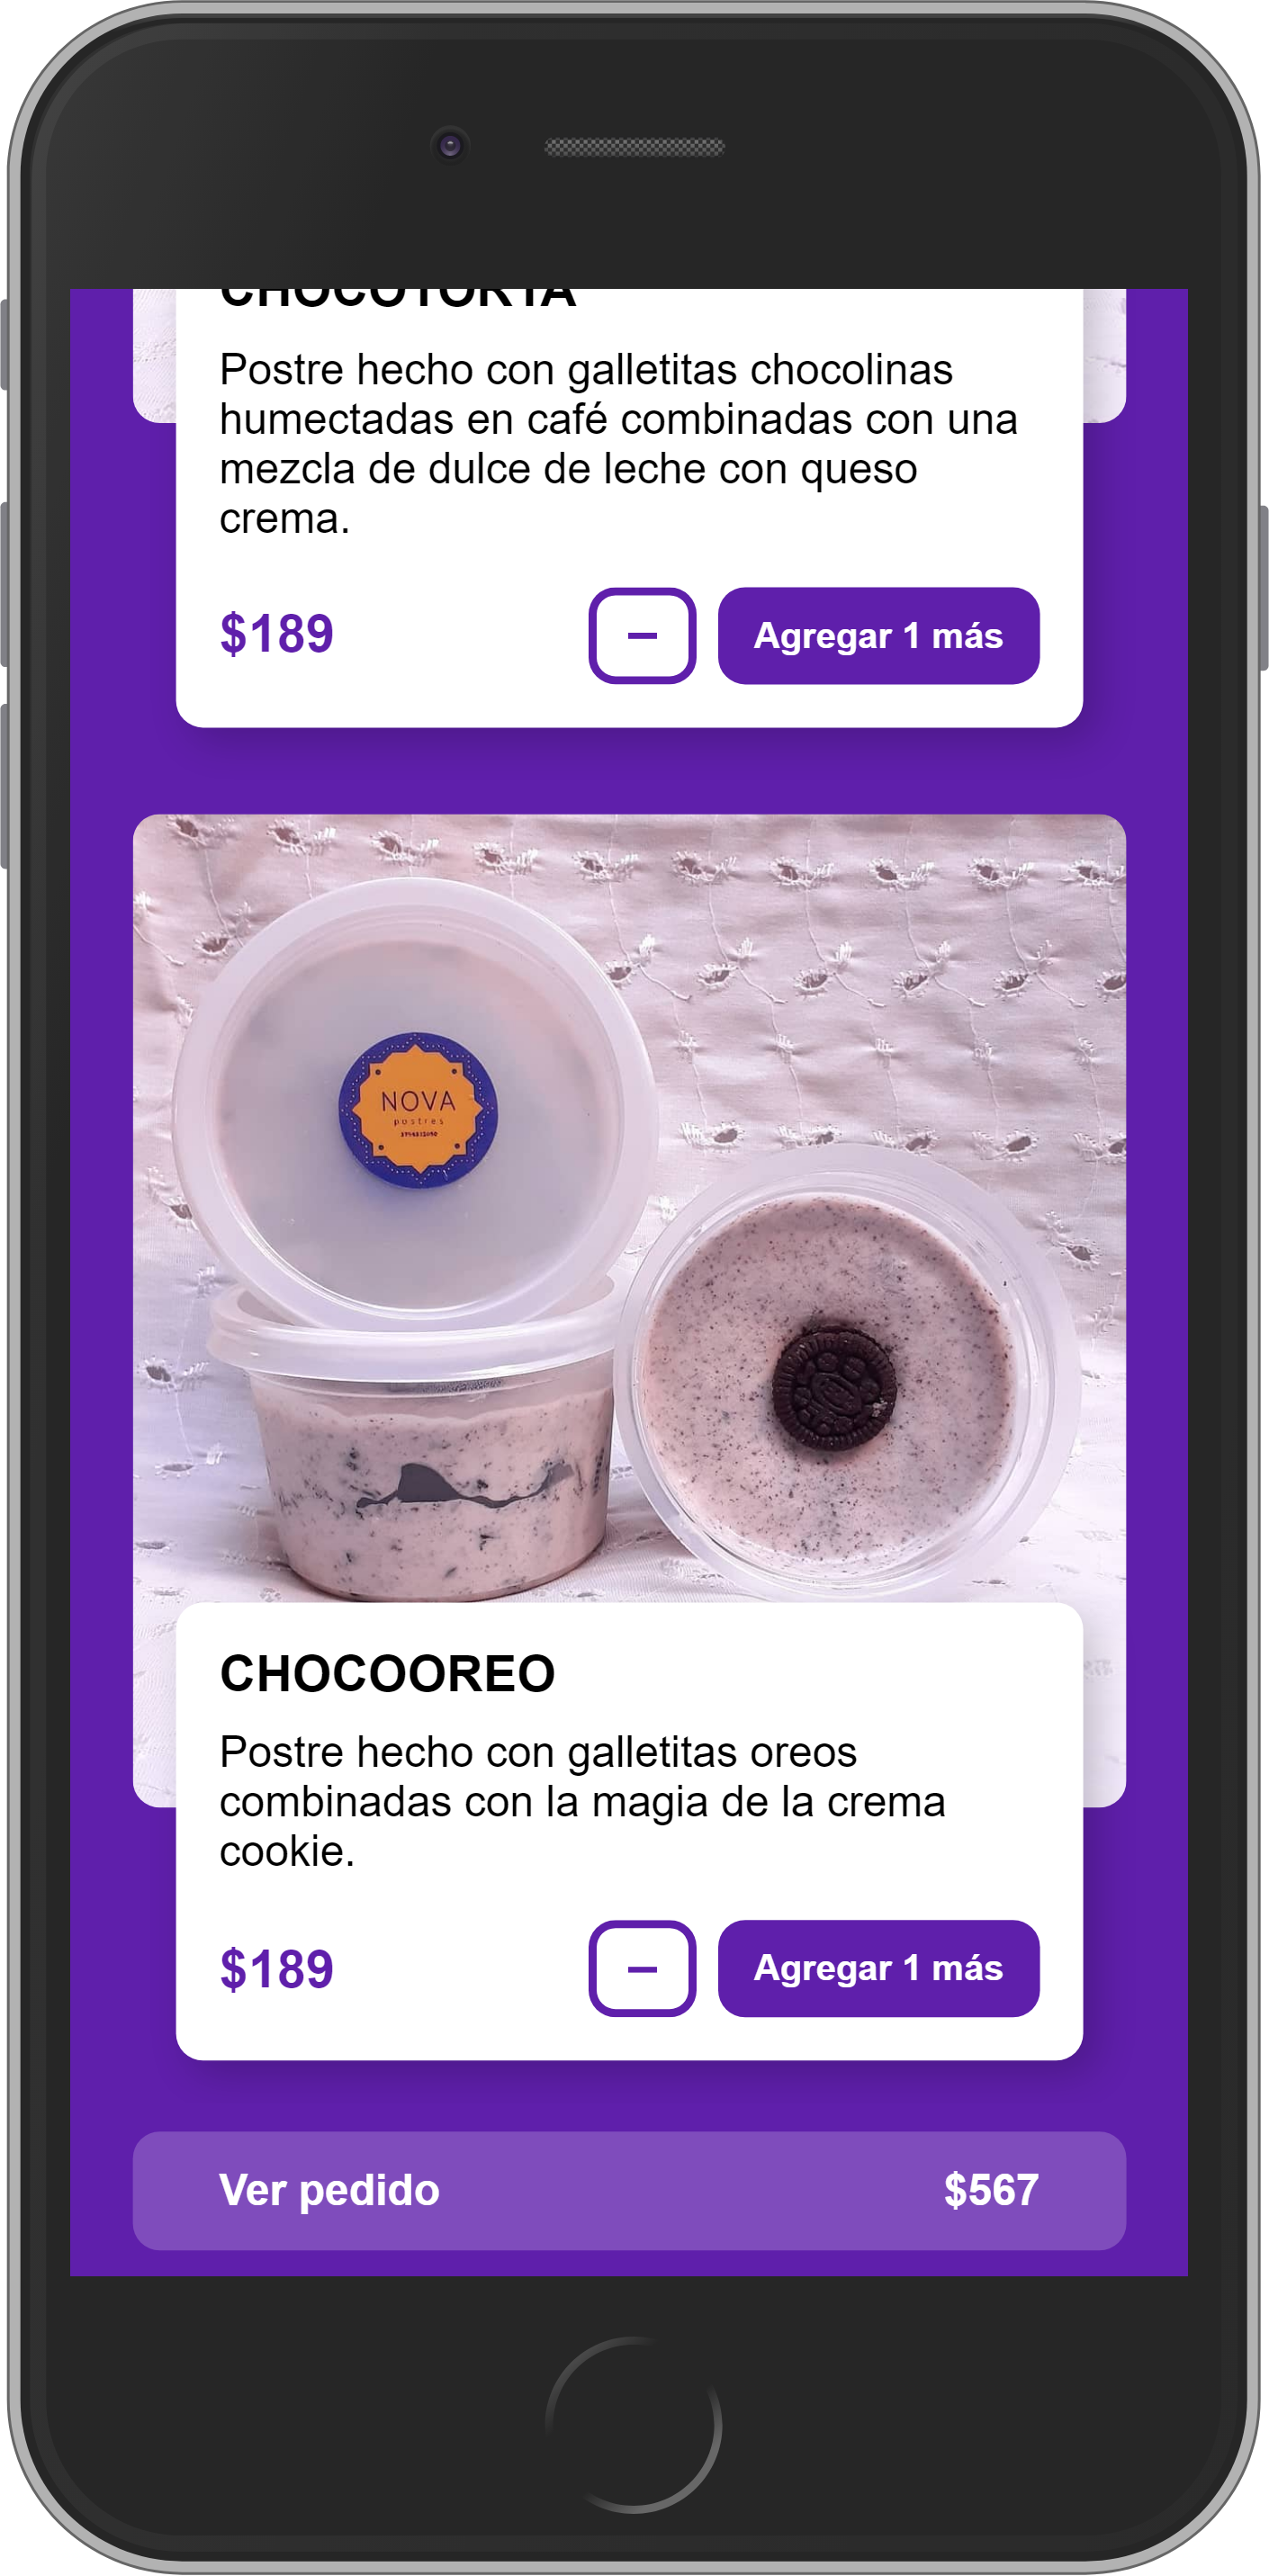 CHOCOTORTA
Postre hecho con galletitas chocolinas
humectadas en café combinadas con una
mezcla de dulce de leche con queso
crema.
$189
−
Agregar 1 más
NOVA
postres
CHOCOOREO
Postre hecho con galletitas oreos
combinadas con la magia de la crema
cookie.
$189
−
Agregar 1 más
Ver pedido
$567